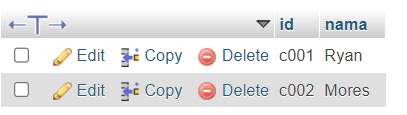 id nama
Edit Copy Delete c001 Ryan
Edit Copy Delete c002 Mores